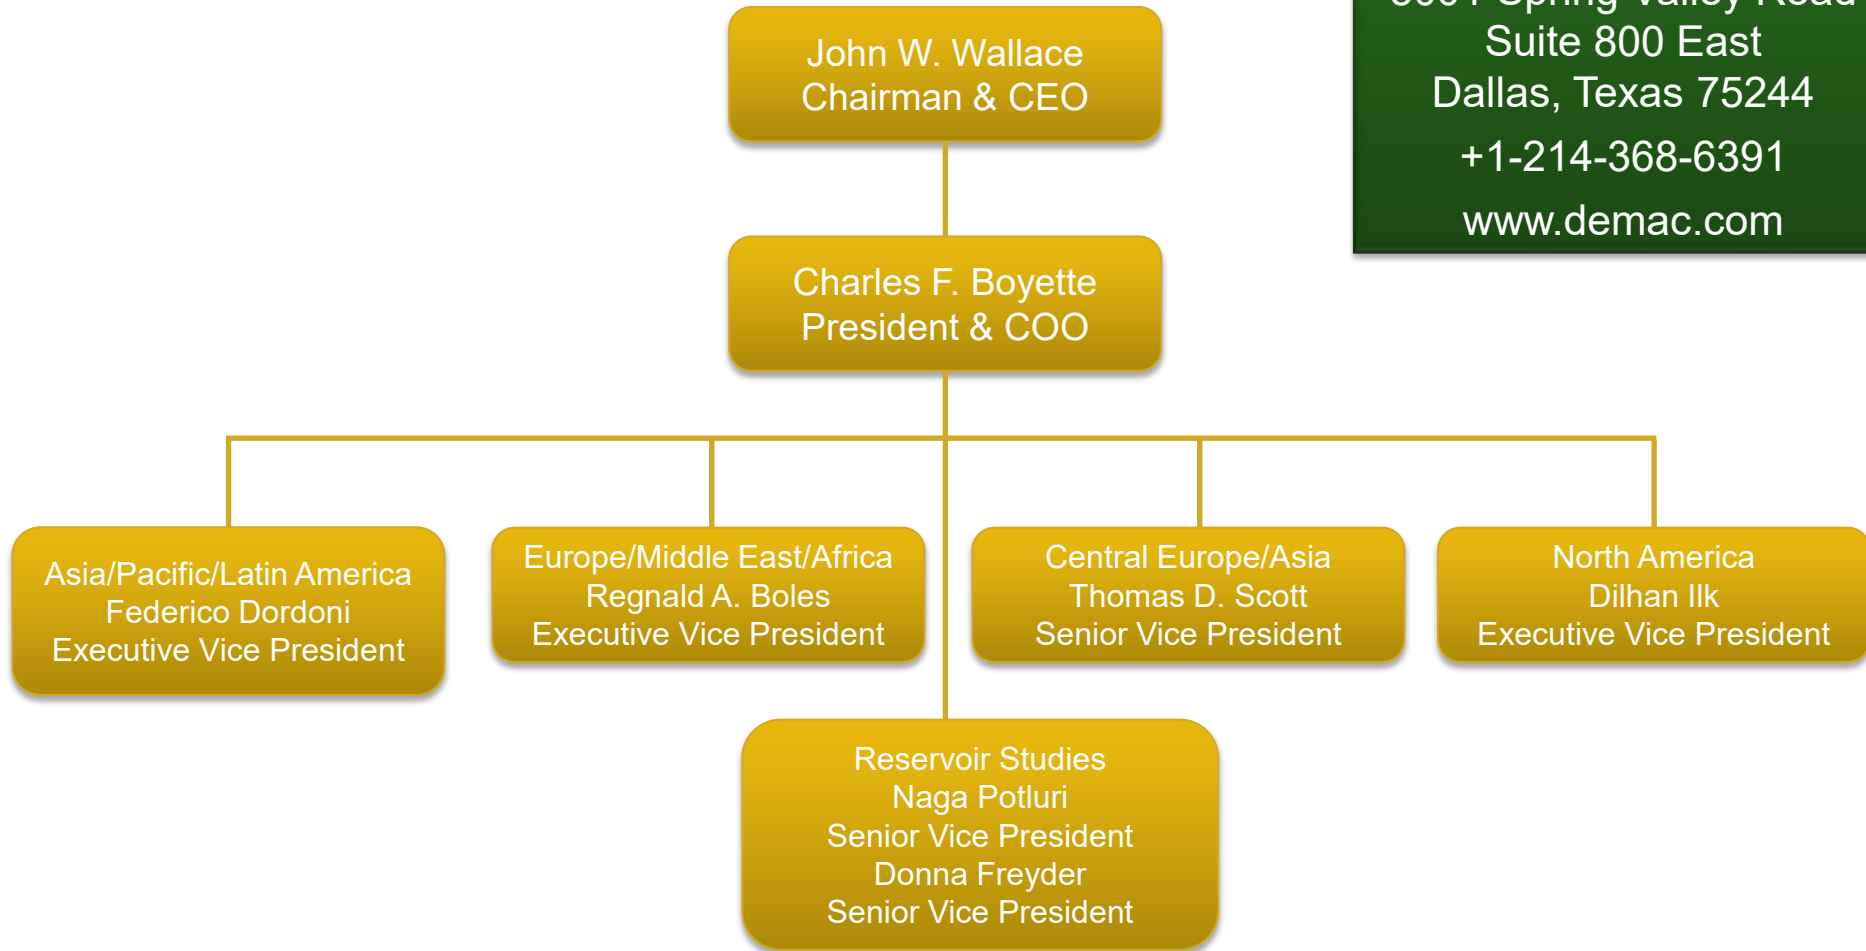 John W. Wallace
Chairman & CEO
Spring Valley Road
Suite 800 East
Dallas, Texas 75244
+1-214-368-6391
www.demac.com
Charles F. Boyette
President & COO
Asia/Pacific/Latin America
Federico Dordoni
Executive Vice President
Europe/Middle East/Africa
Regnald A. Boles
Executive Vice President
Central Europe/Asia
Thomas D. Scott
Senior Vice President
North America
Dilhan Ilk
Executive Vice President
Reservoir Studies
Naga Potluri
Senior Vice President
Donna Freyder
Senior Vice President